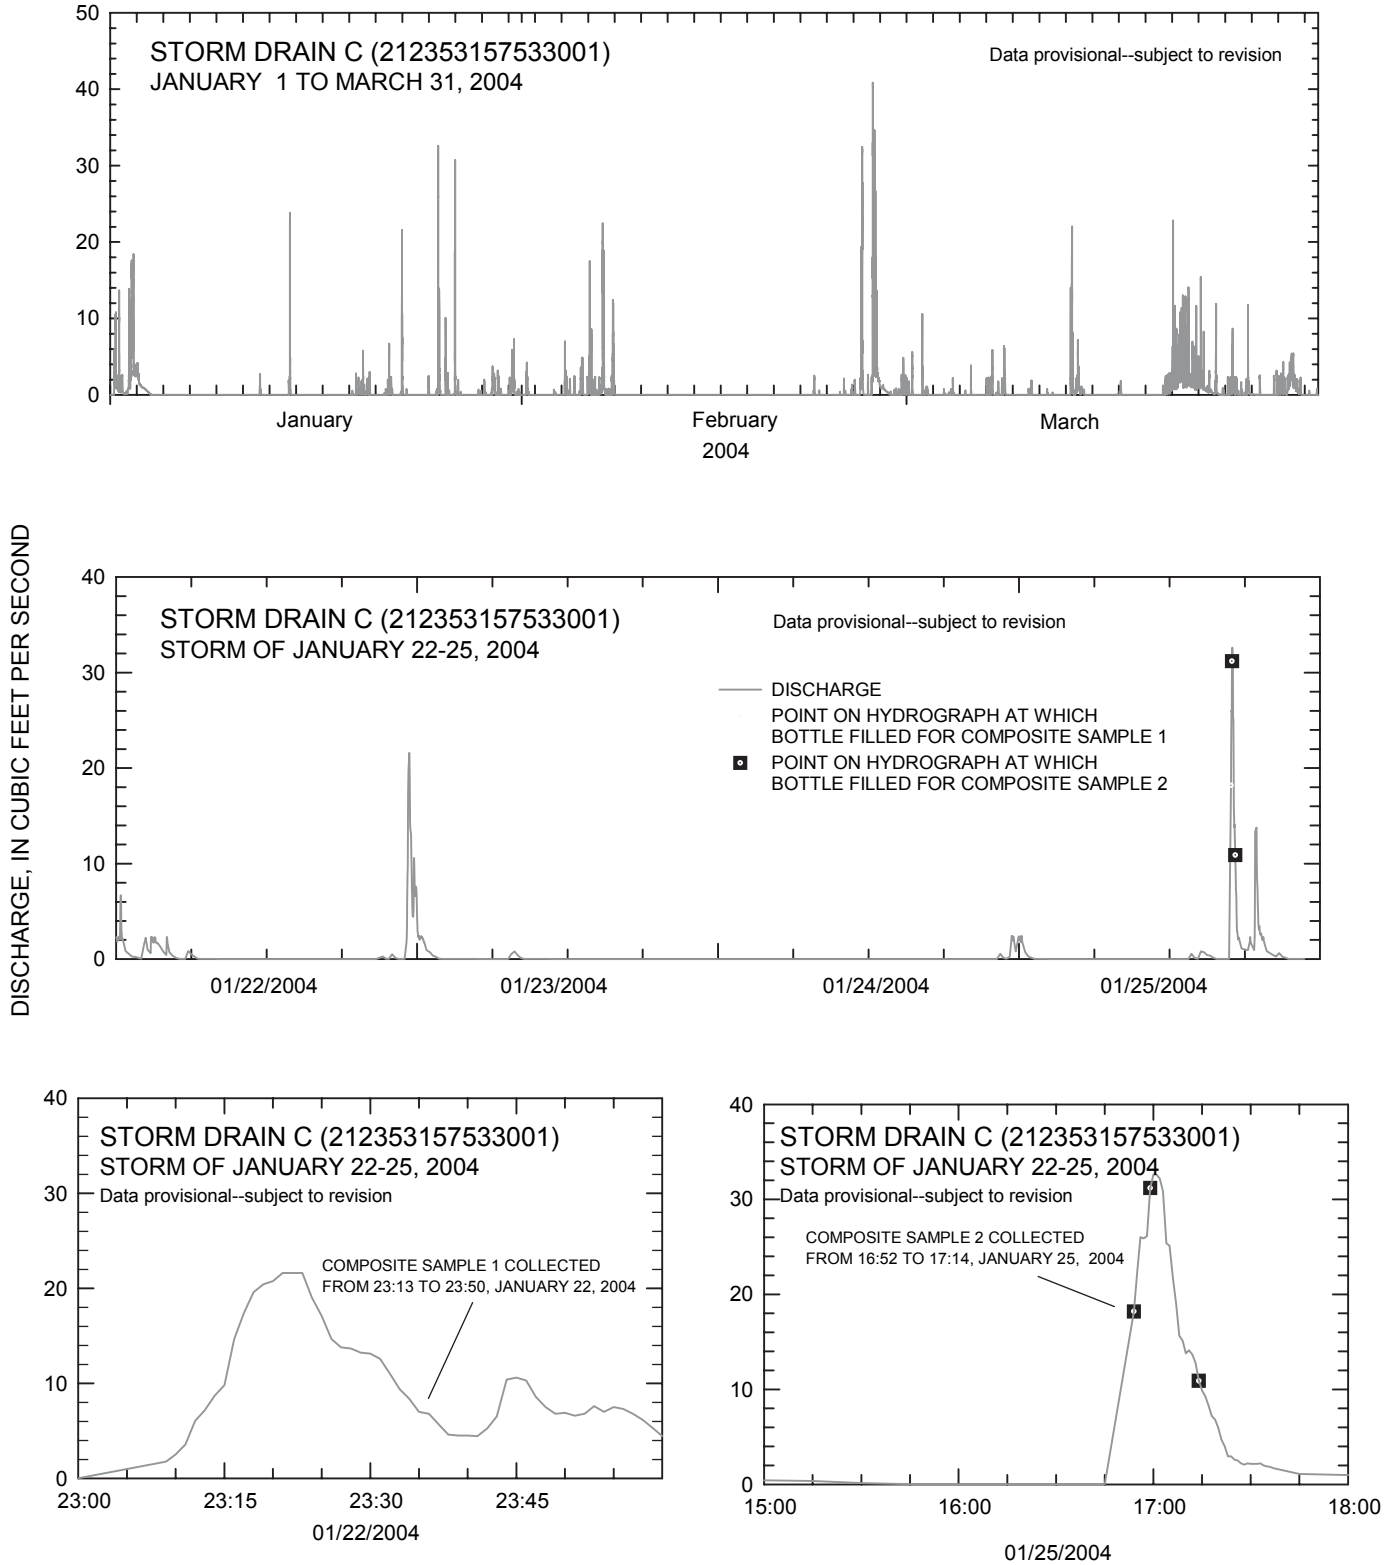 DISCHARGE, IN CUBIC FEET PER SECOND
50
40
30
20
10
0
STORM DRAIN C (212353157533001)
JANUARY 1 TO MARCH 31, 2004
Data provisional--subject to revision
January
February
March
2004
40
30
20
10
0
STORM DRAIN C (212353157533001)
STORM OF JANUARY 22-25, 2004
Data provisional--subject to revision
DISCHARGE
POINT ON HYDROGRAPH AT WHICH
BOTTLE FILLED FOR COMPOSITE SAMPLE 1
POINT ON HYDROGRAPH AT WHICH
BOTTLE FILLED FOR COMPOSITE SAMPLE 2
01/22/2004
01/23/2004
01/24/2004
01/25/2004
40
30
20
10
0
STORM DRAIN C (212353157533001)
STORM OF JANUARY 22-25, 2004
Data provisional--subject to revision
COMPOSITE SAMPLE 1 COLLECTED
FROM 23:13 TO 23:50, JANUARY 22, 2004
23:00
23:15
23:30
23:45
01/22/2004
40
30
20
10
0
STORM DRAIN C (212353157533001)
STORM OF JANUARY 22-25, 2004
Data provisional--subject to revision
COMPOSITE SAMPLE 2 COLLECTED
FROM 16:52 TO 17:14, JANUARY 25, 2004
15:00
16:00
17:00
18:00
01/25/2004